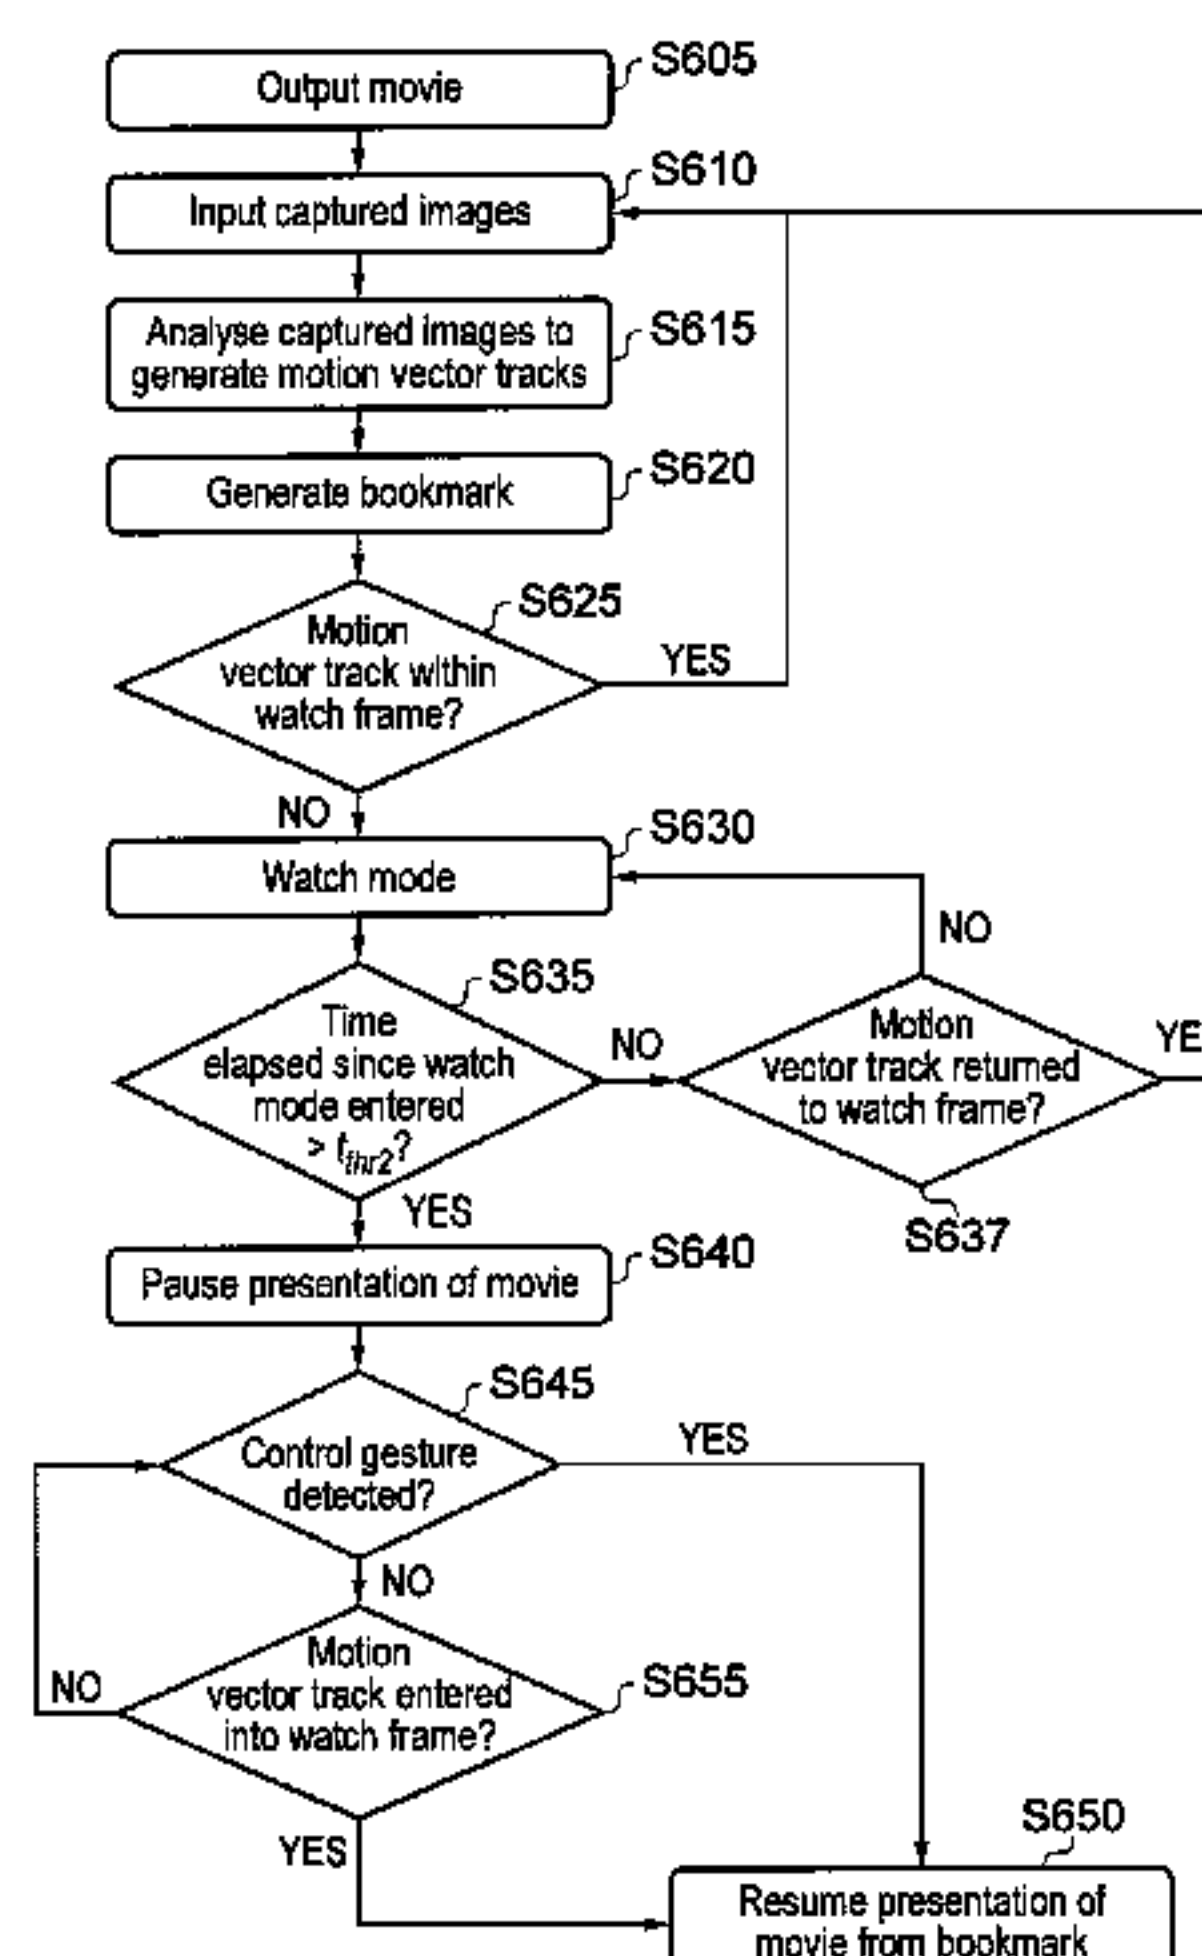 Output movie
S605
Input captured images
S610
Analyse captured images to
generate motion vector tracks
S615
Generate bookmark
S620
Motion
vector track within
watch frame?
S625
YES
NO
Watch mode
S630
Time
elapsed since watch
mode entered
> t_thr2?
S635
NO
YES
Motion
vector track returned
to watch frame?
S637
NO
YE
Pause presentation of movie
S640
Control gesture
detected?
S645
YES
NO
Motion
vector track entered
into watch frame?
S655
NO
YES
S650
Resume presentation of
movie from bookmark